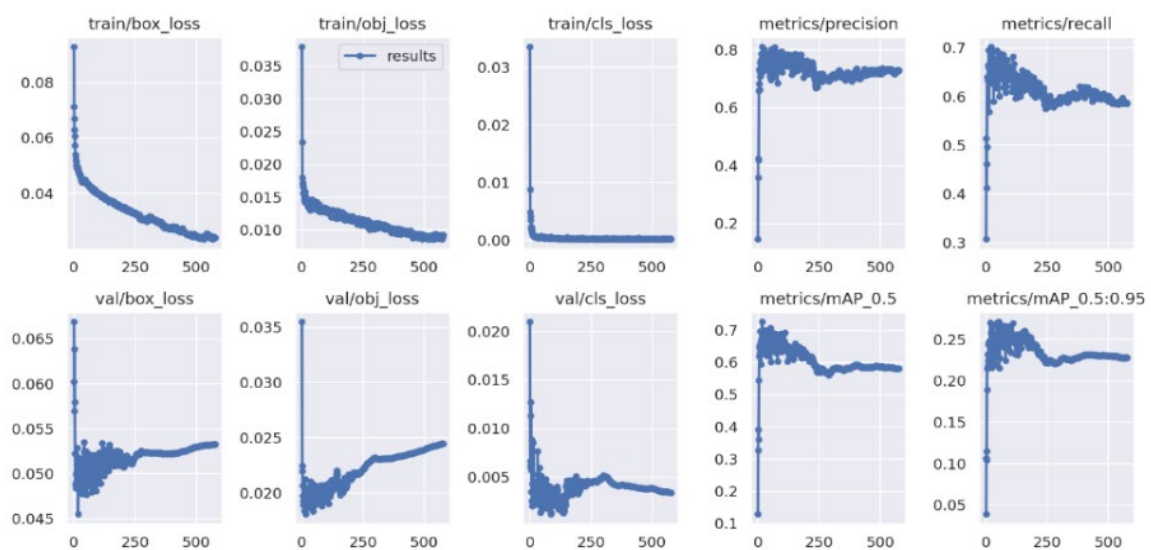 train/box_loss
train/obj_loss
train/cls_loss
metrics/precision
metrics/recall
results
0.08
0.06
0.04
0.035
0.030
0.025
0.020
0.015
0.010
0.03
0.02
0.01
0.00
0.8
0.6
0.4
0.2
0.7
0.6
0.5
0.4
0.3
0 250 500
0 250 500
0 250 500
0 250 500
0 250 500
val/box_loss
val/obj_loss
val/cls_loss
metrics/mAP_0.5
metrics/mAP_0.5:0.95
0.065
0.060
0.055
0.050
0.045
0.035
0.030
0.025
0.020
0.020
0.015
0.010
0.005
0.7
0.6
0.5
0.4
0.3
0.2
0.1
0.25
0.20
0.15
0.10
0.05
0 250 500
0 250 500
0 250 500
0 250 500
0 250 500